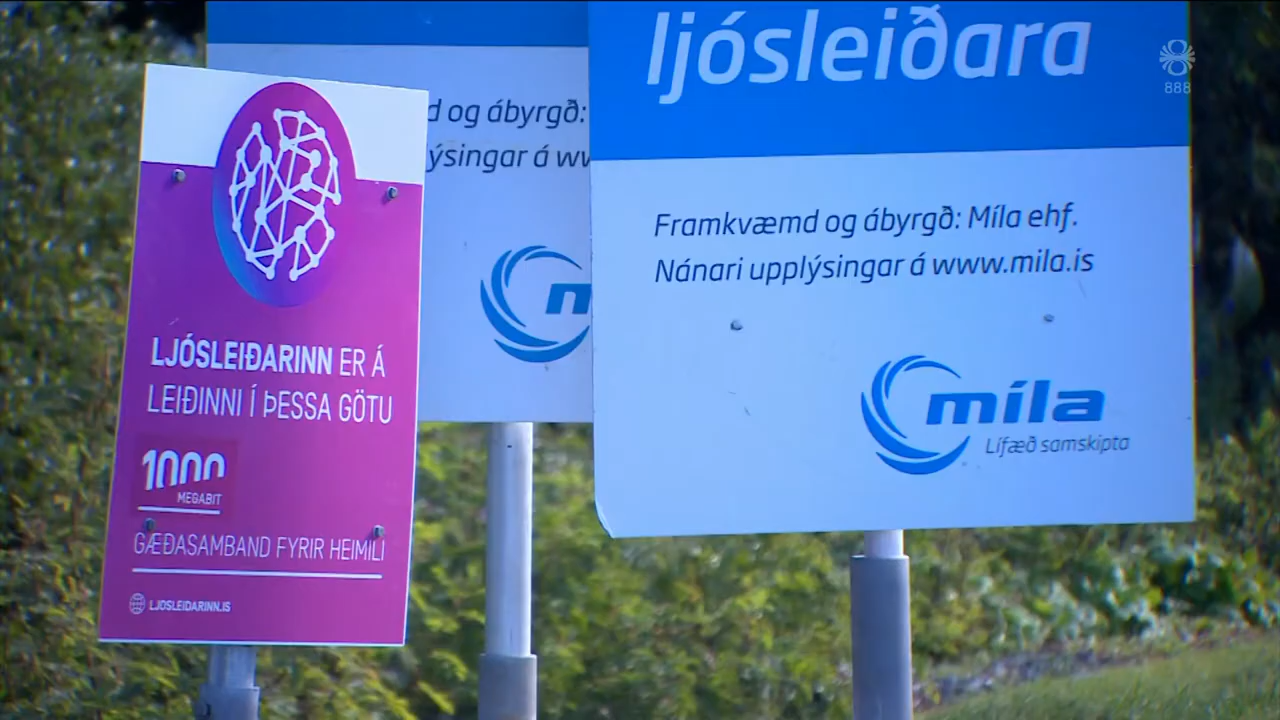 LJÓSLEIÐARINN ER Á
LEIÐINNI Í ÞESSA GÖTU
1000
MEGABIT
GÆÐASAMBAND FYRIR HEIMILI
LJOSLEIDARINN.IS
og ábyrgð:
ýsingar á
ljósleiðara
Framkvæmd og ábyrgð: Míla ehf.
Nánari upplýsingar á www.mila.is
míla
Lífæð samskipta
888